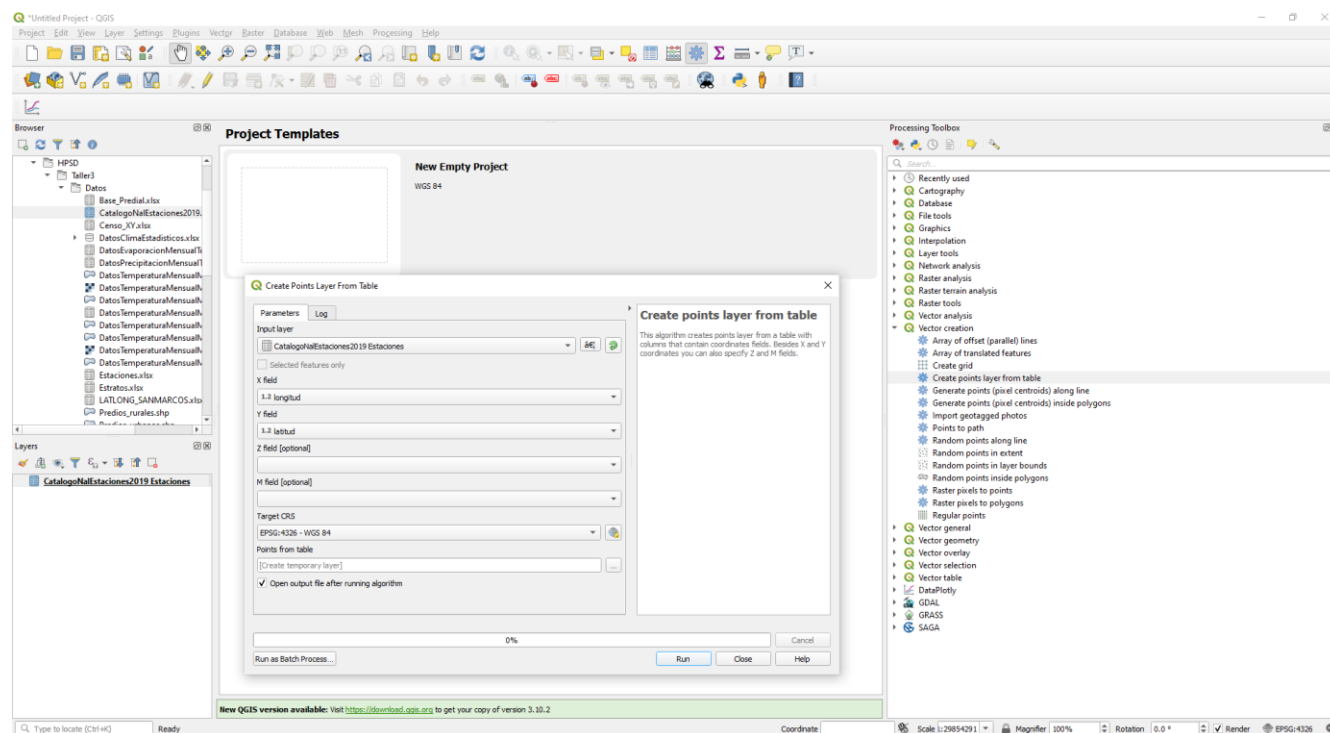 *Untitled Project - QGIS
Project Edit View Layer Settings Plugins Vector Raster Database Web Mesh Processing Help
Browser
HPSD
Taller3
Datos
Base_Predial.xlsx
CatalogoNalEstaciones2019.
Censo_XY.xlsx
DatosClimaEstadisticos.xlsx
DatosEvaporacionMensualTo
DatosPrecipitacionMensualT
DatosTemperaturaMensualM
DatosTemperaturaMensualM
DatosTemperaturaMensualM
DatosTemperaturaMensualM
DatosTemperaturaMensualM
DatosTemperaturaMensualM
DatosTemperaturaMensualM
DatosTemperaturaMensualM
Estaciones.xlsx
Estratos.xlsx
LATLONG_SANMARCOS.xlsx
Predios_rurales.shp
Layers
CatalogoNalEstaciones2019 Estaciones
Project Templates
New Empty Project
WGS 84
Create Points Layer From Table
Parameters Log
Input layer
CatalogoNalEstaciones2019 Estaciones
Selected features only
X field
1.2 longitud
Y field
1.2 latitud
Z field [optional]
M field [optional]
Target CRS
EPSG:4326 - WGS 84
Points from table
[Create temporary layer]
...
Open output file after running algorithm
Create points layer from table
This algorithm creates points layer from a table with
columns that contain coordinates fields. Besides X and Y
coordinates you can also specify Z and M fields.
0%
Cancel
Run as Batch Process...
Run Close Help
New QGIS version available: Visit https://download.qgis.org to get your copy of version 3.10.2
Processing Toolbox
Search...
Recently used
Cartography
Database
File tools
Graphics
Interpolation
Layer tools
Network analysis
Raster analysis
Raster terrain analysis
Raster tools
Vector analysis
Vector creation
Array of offset (parallel) lines
Array of translated features
Create grid
Create points layer from table
Generate points (pixel centroids) along line
Generate points (pixel centroids) inside polygons
Import geotagged photos
Points to path
Random points along line
Random points in extent
Random points in layer bounds
Random points inside polygons
Raster pixels to points
Raster pixels to polygons
Regular points
Vector general
Vector geometry
Vector overlay
Vector selection
Vector table
DataPlotly
GDAL
GRASS
SAGA
Type to locate (Ctrl+K) Ready Coordinate Scale 1:29854291 Magnifier 100% Rotation 0.0 ° Render EPSG:4326